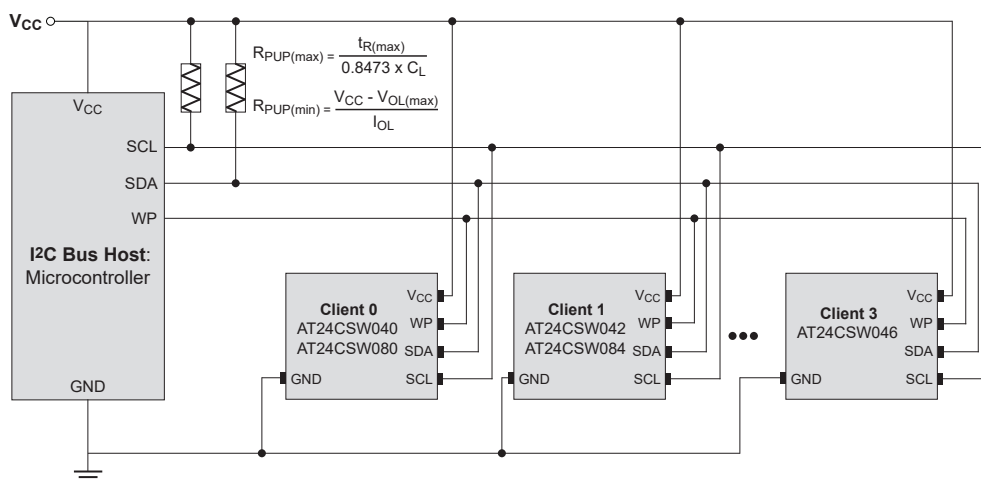 VCC
RPUP(max) = tR(max) / 0.8473 x CL
RPUP(min) = VCC - VOL(max) / IOL
VCC
SCL
SDA
WP
I2C Bus Host:
Microcontroller
GND
Client 0
AT24CSW040
AT24CSW080
VCC
WP
SDA
SCL
GND
Client 1
AT24CSW042
AT24CSW084
VCC
WP
SDA
SCL
GND
Client 3
AT24CSW046
VCC
WP
SDA
SCL
GND